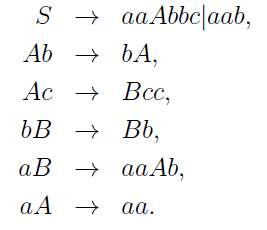 S → aaAbbc|aab,
Ab → bA,
Ac → Bcc,
bB → Bb,
aB → aaAb,
aA → aa.